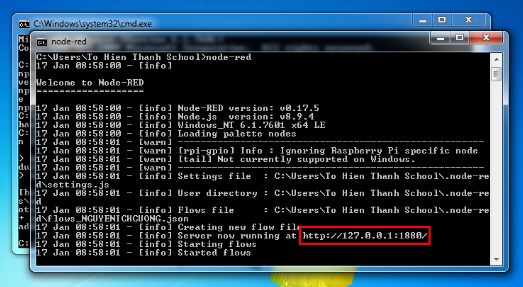 C:\Windows\system32\cmd.exe
node-red
C:\Users\To Hien Thanh School>node-red
17 Jan 08:58:00 - [info]
Welcome to Node-RED
===================
17 Jan 08:58:00 - [info] Node-RED version: v0.17.5
17 Jan 08:58:00 - [info] Node.js  version: v8.9.4
17 Jan 08:58:00 - [info] Windows_NT 6.1.7601 x64 LE
17 Jan 08:58:00 - [info] Loading palette nodes
17 Jan 08:58:01 - [warn] ------------------------------------------------------
17 Jan 08:58:01 - [warn] [rpi-gpio] Info : Ignoring Raspberry Pi specific node
17 Jan 08:58:01 - [warn] [tail] Not currently supported on Windows.
17 Jan 08:58:01 - [warn] ------------------------------------------------------
17 Jan 08:58:01 - [info] Settings file  : C:\Users\To Hien Thanh School\.node-re
d\settings.js
17 Jan 08:58:01 - [info] User directory : C:\Users\To Hien Thanh School\.node-re
d
17 Jan 08:58:01 - [info] Flows file     : C:\Users\To Hien Thanh School\.node-re
d\flows_NGUYENICHCUONG.json
17 Jan 08:58:01 - [info] Creating new flow file
17 Jan 08:58:01 - [info] Server now running at http://127.0.0.1:1880/
17 Jan 08:58:01 - [info] Starting flows
17 Jan 08:58:01 - [info] Started flows